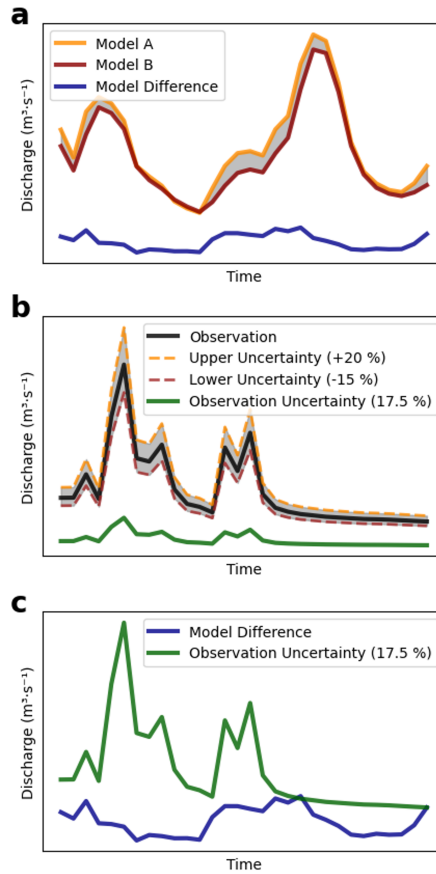 a
Model A
Model B
Model Difference
Discharge (m³·s⁻¹)
Time
b
Observation
Upper Uncertainty (+20 %)
Lower Uncertainty (-15 %)
Observation Uncertainty (17.5 %)
Discharge (m³·s⁻¹)
Time
c
Model Difference
Observation Uncertainty (17.5 %)
Discharge (m³·s⁻¹)
Time